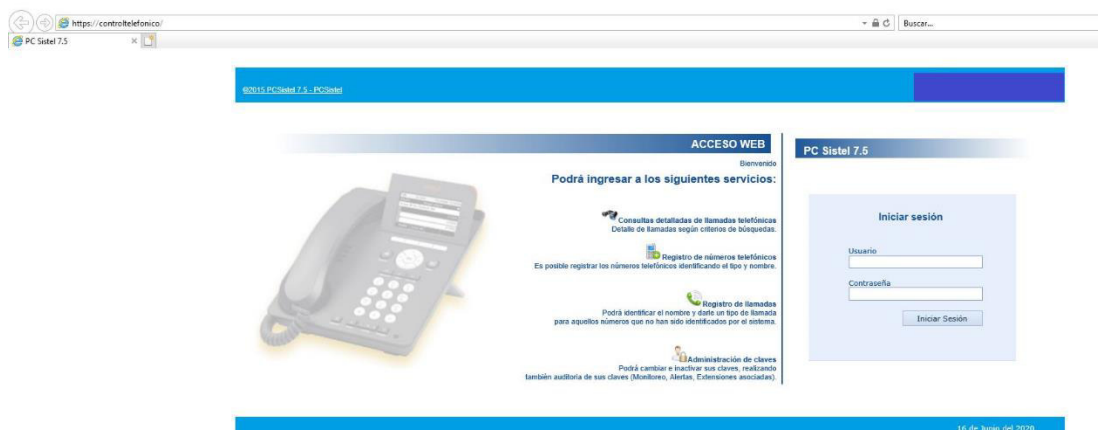 https://controltelefonico/
Buscar...
PC Sistel 7.5
©2015 PCSistel 7.5 - PCSistel
ACCESO WEB
Bienvenido
Podrá ingresar a los siguientes servicios:
Consultas detalladas de llamadas telefónicas
Detalle de llamadas según criterios de búsquedas.
Registro de números telefónicos
Es posible registrar los números telefónicos identificando el tipo y nombre.
Registro de llamadas
Podrá identificar el nombre y darle un tipo de llamada
para aquellos números que no han sido identificados por el sistema.
Administración de claves
Podrá cambiar e inactivar sus claves, realizando
también auditoria de sus claves (Monitoreo, Alertas, Extensiones asociadas).
PC Sistel 7.5
Iniciar sesión
Usuario
Contraseña
Iniciar Sesión
16 de Junio del 2020